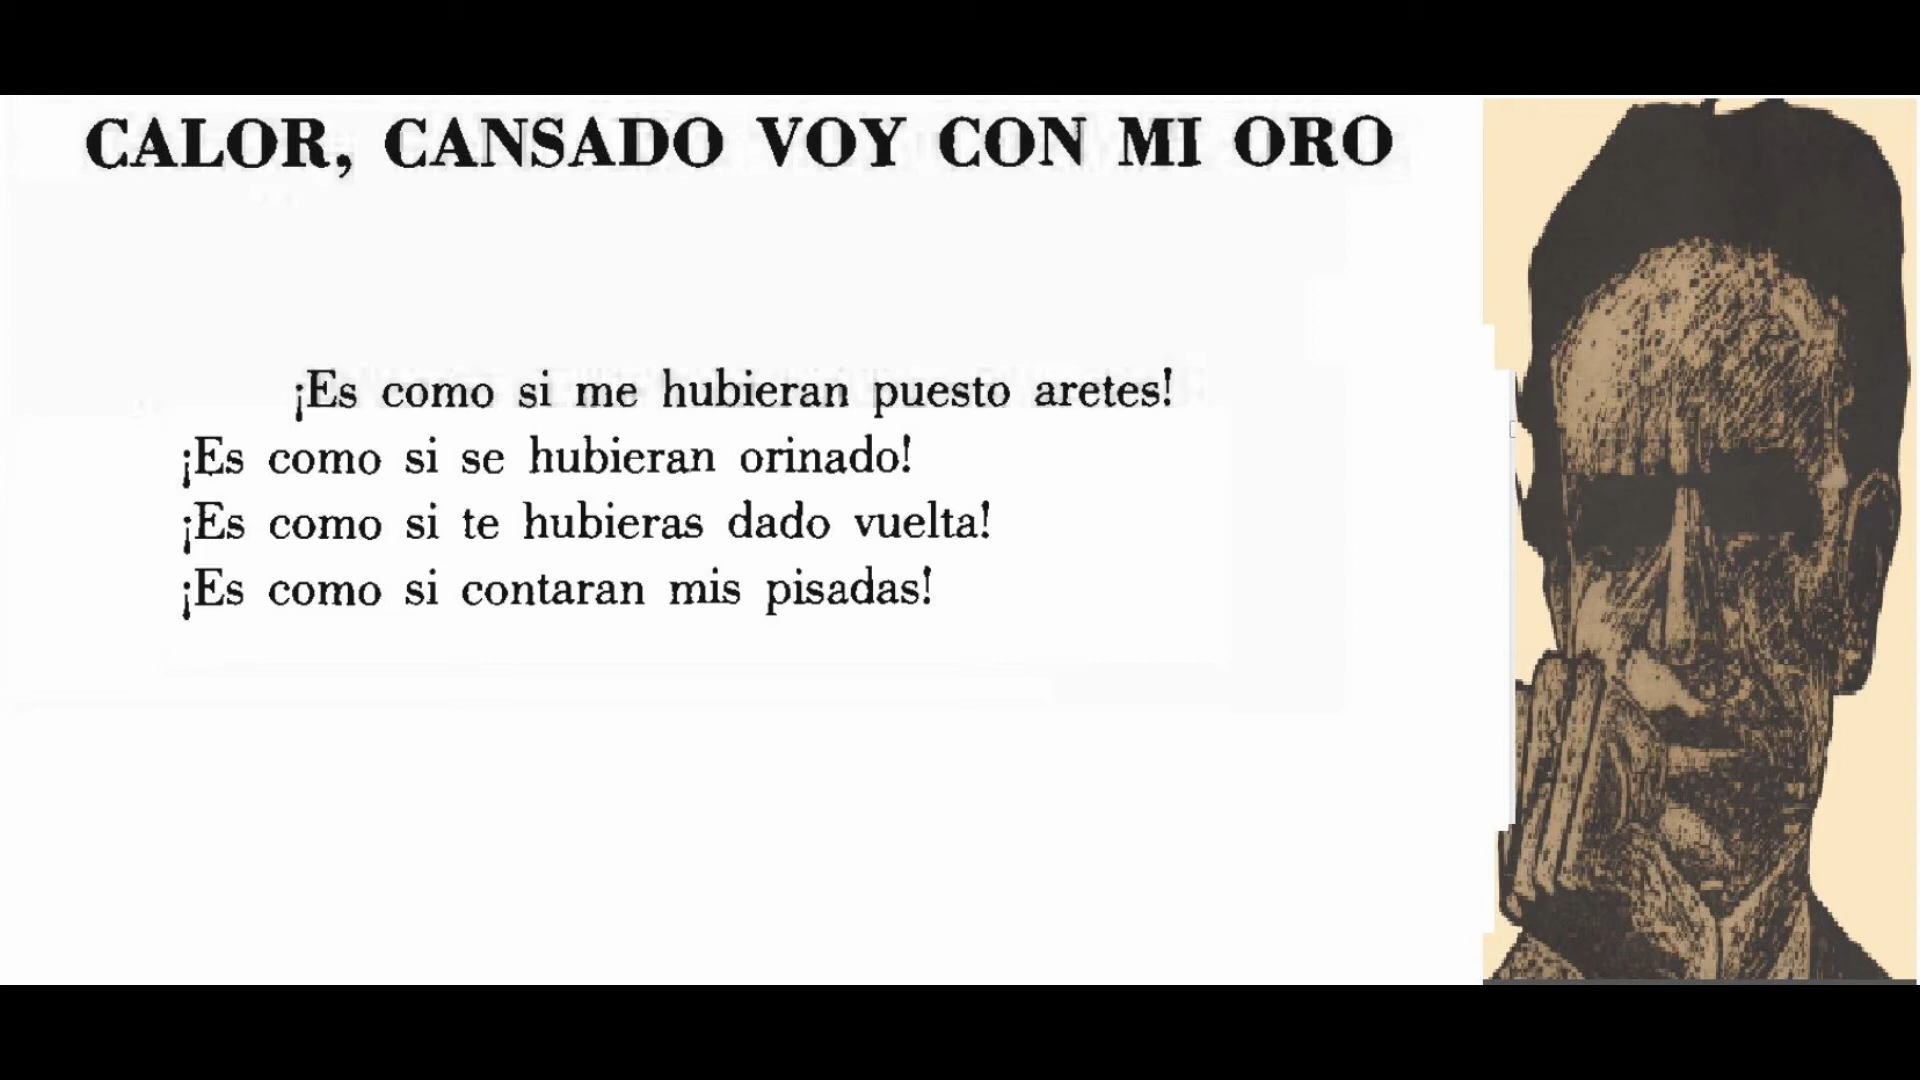 CALOR, CANSADO VOY CON MI ORO
¡Es como si me hubieran puesto aretes!
¡Es como si se hubieran orinado!
¡Es como si te hubieras dado vuelta!
¡Es como si contaran mis pisadas!